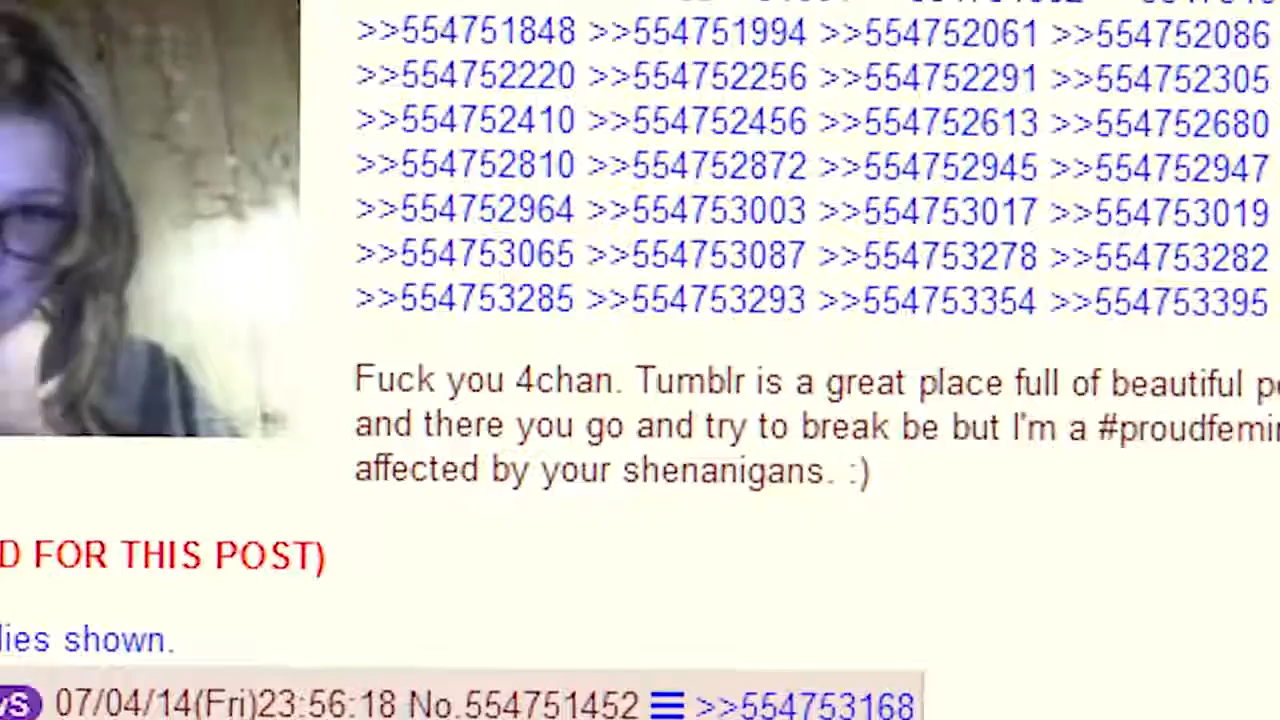 >>554751848 >>554751994 >>554752061 >>554752086
>>554752220 >>554752256 >>554752291 >>554752305
>>554752410 >>554752456 >>554752613 >>554752680
>>554752810 >>554752872 >>554752945 >>554752947
>>554752964 >>554753003 >>554753017 >>554753019
>>554753065 >>554753087 >>554753278 >>554753282
>>554753285 >>554753293 >>554753354 >>554753395
Fuck you 4chan. Tumblr is a great place full of beautiful
and there you go and try to break be but I'm a #proudfemin
affected by your shenanigans. :)
D FOR THIS POST)
lies shown.
vs 07/04/14(Fri)23:56:18 No.554751452 >>554753168